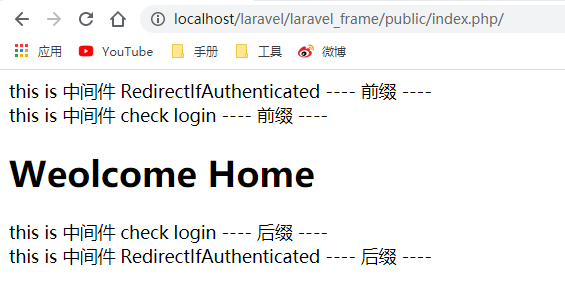 localhost/laravel/laravel_frame/public/index.php/
应用 YouTube 手册 工具 微博
this is 中间件 RedirectIfAuthenticated ---- 前缀 ----
this is 中间件 check login ---- 前缀 ----
Weolcome Home
this is 中间件 check login ---- 后缀 ----
this is 中间件 RedirectIfAuthenticated ---- 后缀 ----